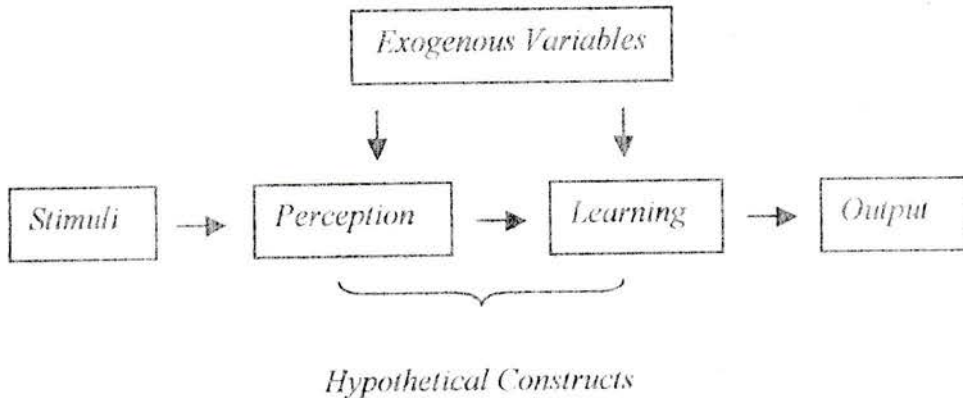 Exogenous Variables
Stimuli
Perception
Learning
Output
Hypothetical Constructs